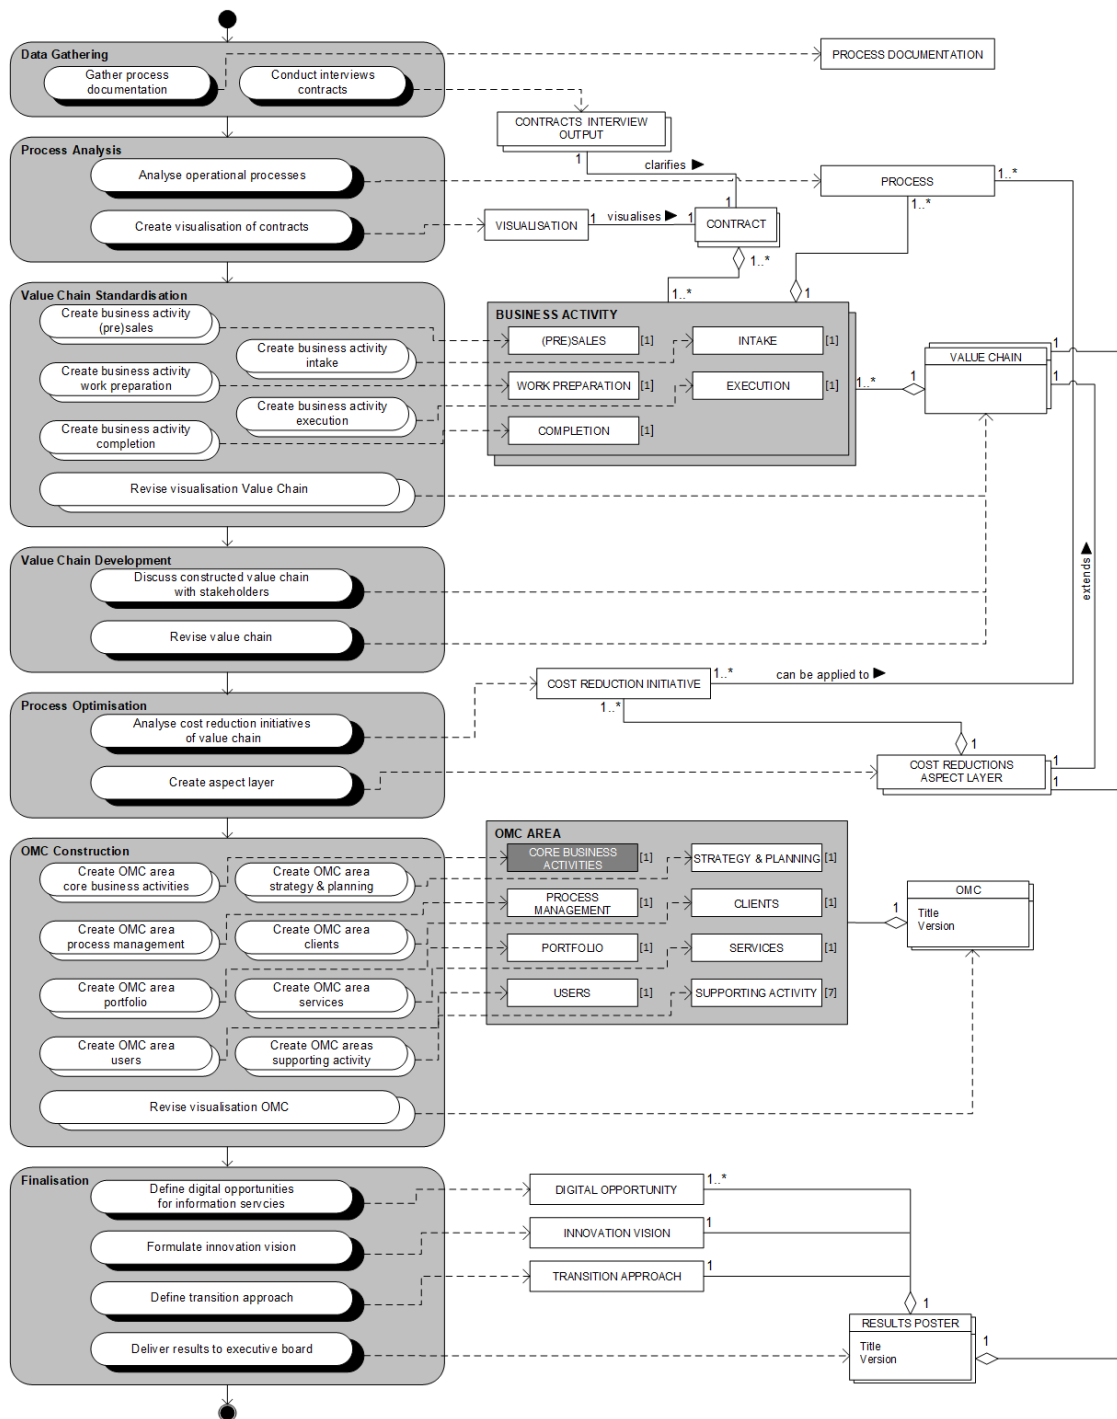 Data Gathering
Gather process
documentation
Conduct interviews
contracts
PROCESS DOCUMENTATION
CONTRACTS INTERVIEW
OUTPUT
1
clarifies ▶
1
Process Analysis
Analyse operational processes
Create visualisation of contracts
PROCESS
1..*
1..*
VISUALISATION
1
visualises ▶
1
CONTRACT
1..*
1..*
1
Value Chain Standardisation
Create business activity
(pre)sales
Create business activity
intake
Create business activity
work preparation
Create business activity
execution
Create business activity
completion
Revise visualisation Value Chain
BUSINESS ACTIVITY
(PRE)SALES
[1]
INTAKE
[1]
WORK PREPARATION
[1]
EXECUTION
[1]
COMPLETION
[1]
1..*
1
VALUE CHAIN
1
1
extends ▶
Value Chain Development
Discuss constructed value chain
with stakeholders
Revise value chain
Process Optimisation
Analyse cost reduction initiatives
of value chain
Create aspect layer
COST REDUCTION INITIATIVE
1..*
can be applied to ▶
1..*
1
COST REDUCTIONS
ASPECT LAYER
1
1
OMC Construction
Create OMC area
core business activities
Create OMC area
strategy & planning
Create OMC area
process management
Create OMC area
clients
Create OMC area
portfolio
Create OMC area
services
Create OMC area
users
Create OMC areas
supporting activity
Revise visualisation OMC
OMC AREA
CORE BUSINESS
ACTIVITIES
[1]
STRATEGY & PLANNING
[1]
PROCESS
MANAGEMENT
[1]
CLIENTS
[1]
PORTFOLIO
[1]
SERVICES
[1]
USERS
[1]
SUPPORTING ACTIVITY
[7]
1
1
OMC
Title
Version
Finalisation
Define digital opportunities
for information servcies
Formulate innovation vision
Define transition approach
Deliver results to executive board
DIGITAL OPPORTUNITY
1..*
INNOVATION VISION
1
TRANSITION APPROACH
1
1
RESULTS POSTER
Title
Version
1